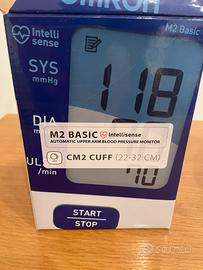 OMRON
Intelli
sense
M2 Basic
SYS
mmHg
118
DIA
M2 BASIC Intellisense
AUTOMATIC UPPER ARM BLOOD PRESSURE MONITOR
CM2 CUFF (22-32 CM)
/min
70
START
STOP